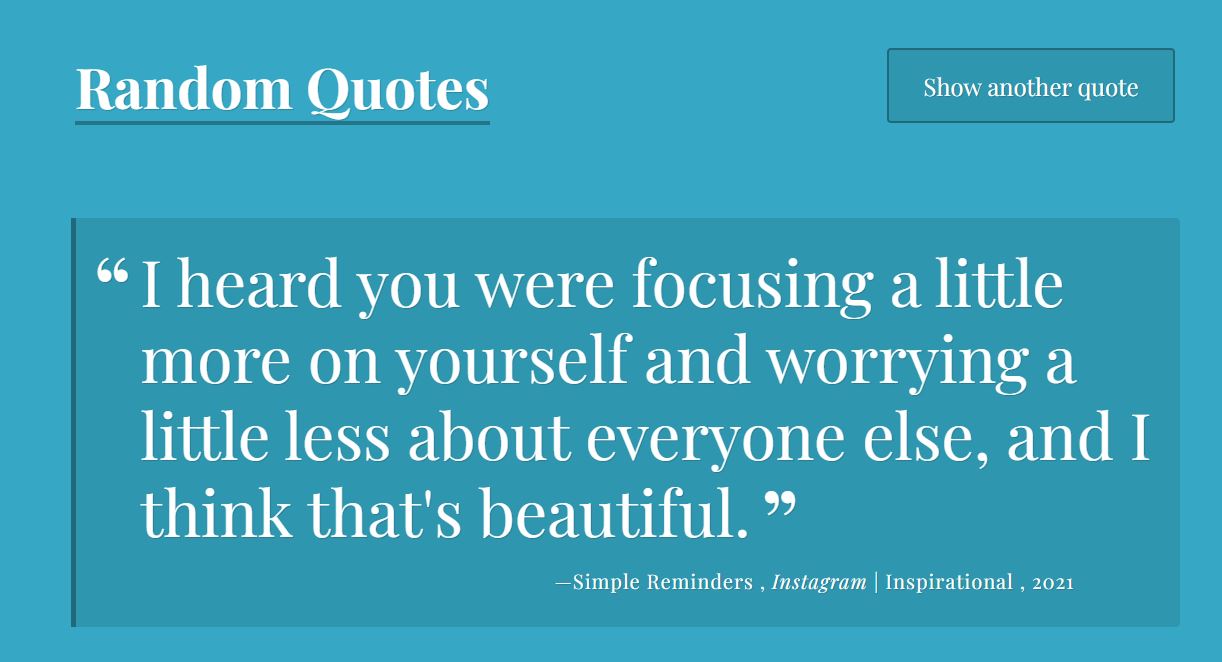 Random Quotes
Show another quote
“ I heard you were focusing a little
more on yourself and worrying a
little less about everyone else, and I
think that's beautiful. ”
—Simple Reminders , Instagram | Inspirational , 2021